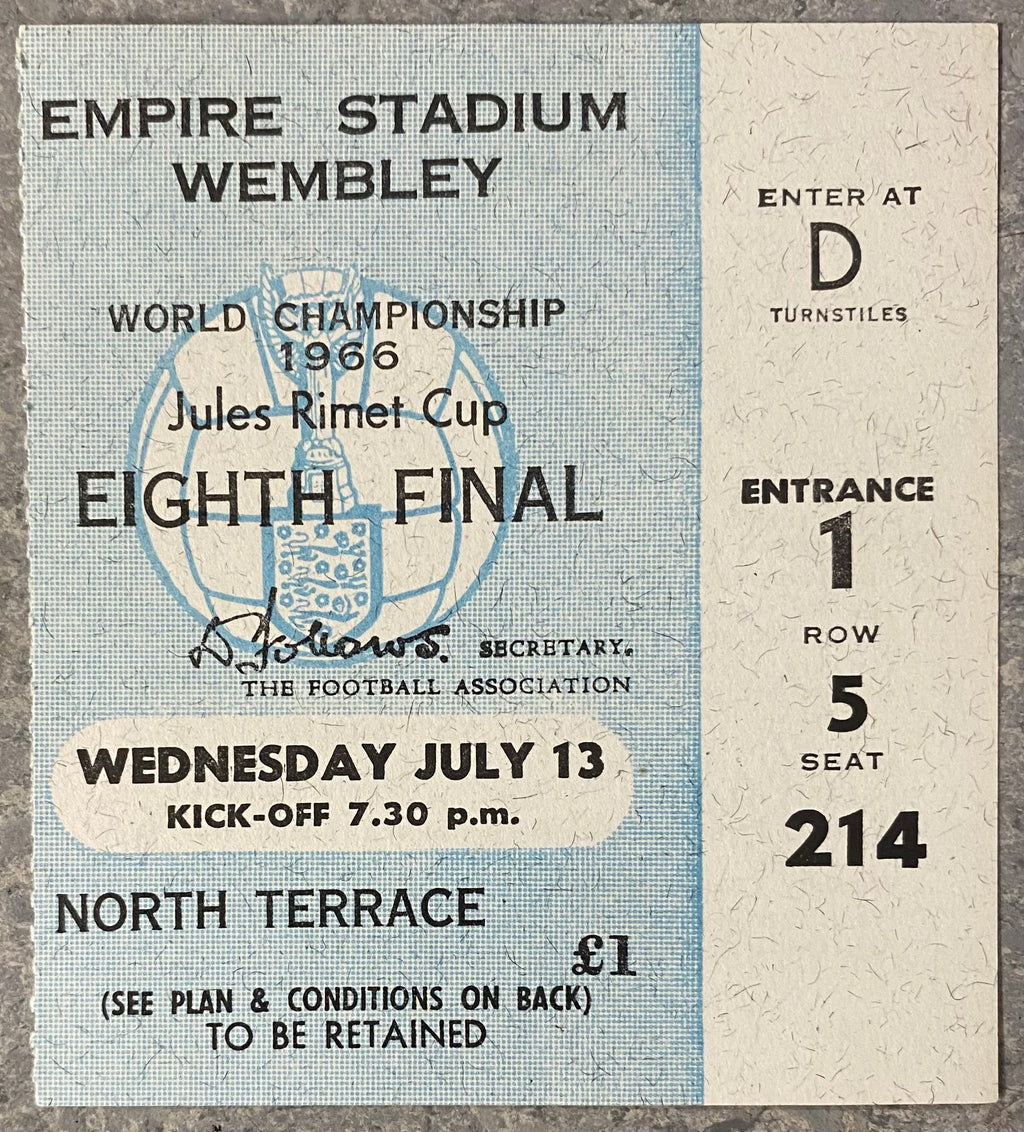 EMPIRE STADIUM
WEMBLEY
WORLD CHAMPIONSHIP
1966
Jules Rimet Cup
EIGHTH FINAL
D Follows. SECRETARY.
THE FOOTBALL ASSOCIATION
WEDNESDAY JULY 13
KICK-OFF 7.30 p.m.
NORTH TERRACE
£1
(SEE PLAN & CONDITIONS ON BACK)
TO BE RETAINED
ENTER AT
D
TURNSTILES
ENTRANCE
1
ROW
5
SEAT
214